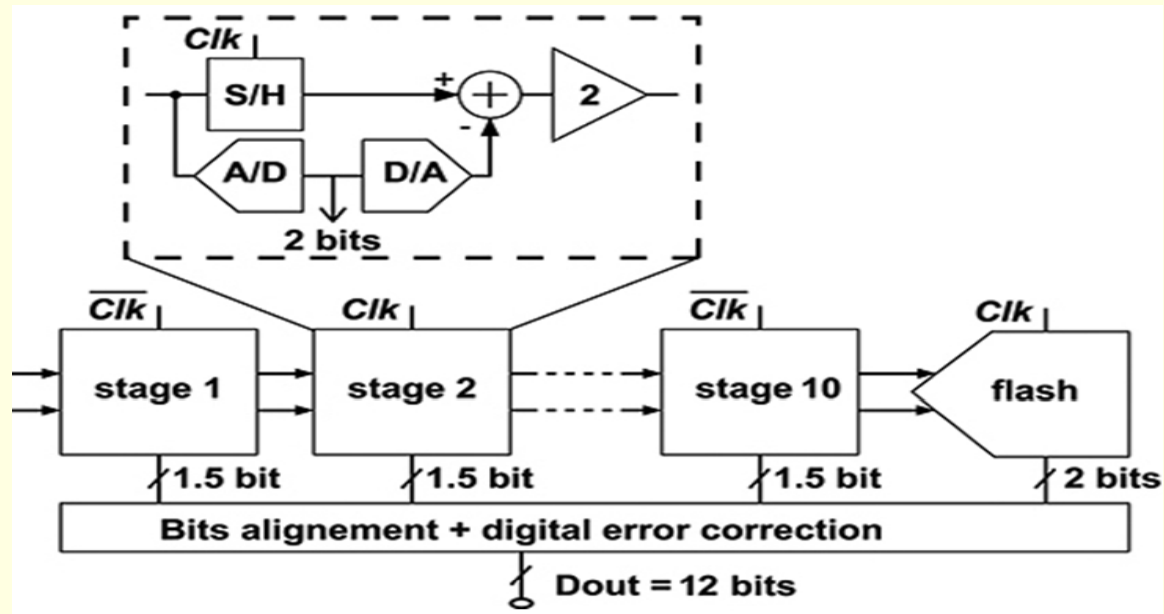 Clk
S/H
+
-
2
A/D
D/A
2 bits
Clk
Clk
Clk
Clk
stage 1
stage 2
stage 10
flash
1.5 bit
1.5 bit
1.5 bit
2 bits
Bits alignement + digital error correction
Dout = 12 bits